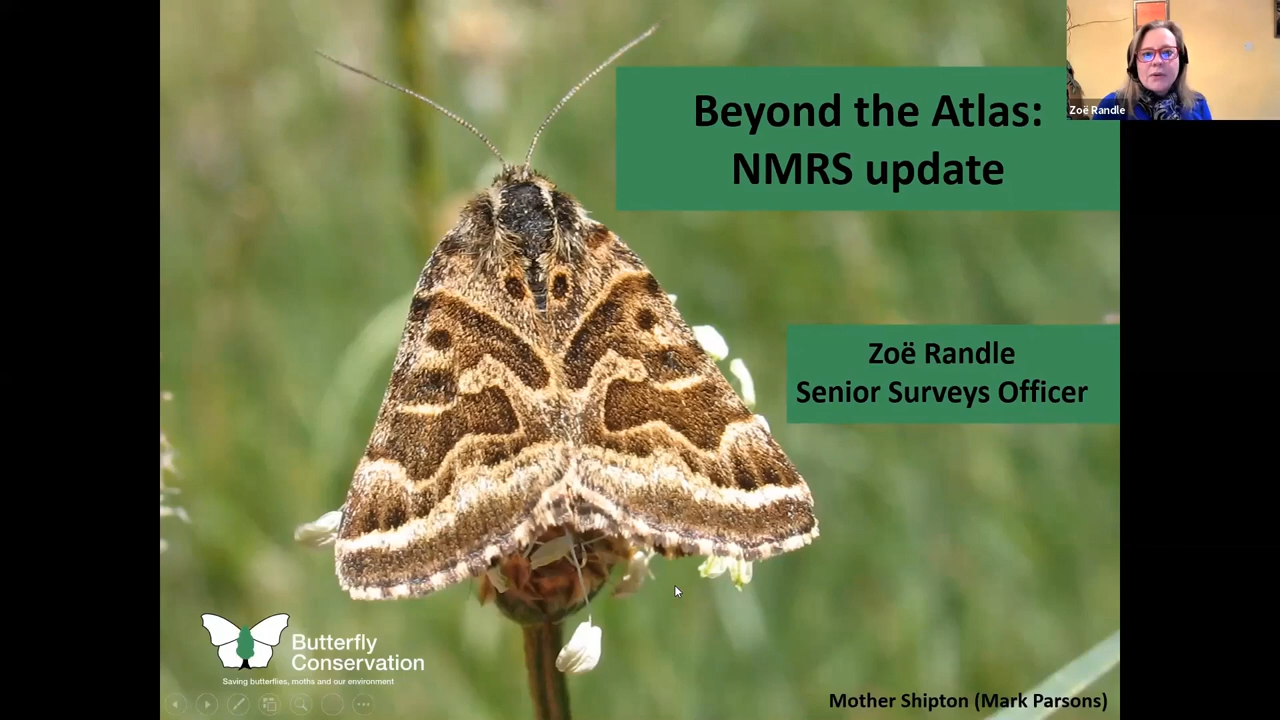 Beyond the Atlas:
NMRS update
Zoë Randle
Zoë Randle
Senior Surveys Officer
Butterfly
Conservation
Saving butterflies, moths and our environment
Mother Shipton (Mark Parsons)